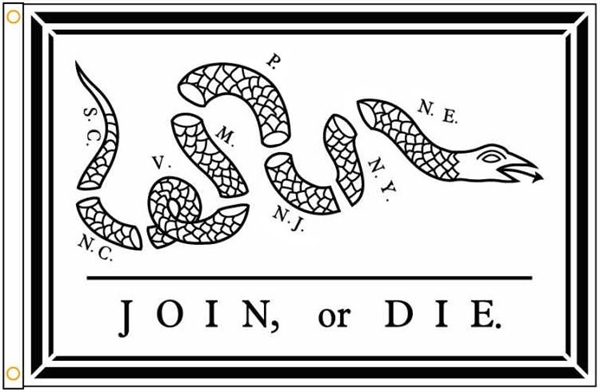 P.
N. E.
S. C.
M.
V.
N. Y.
N. J.
N. C.
JOIN, or DIE.